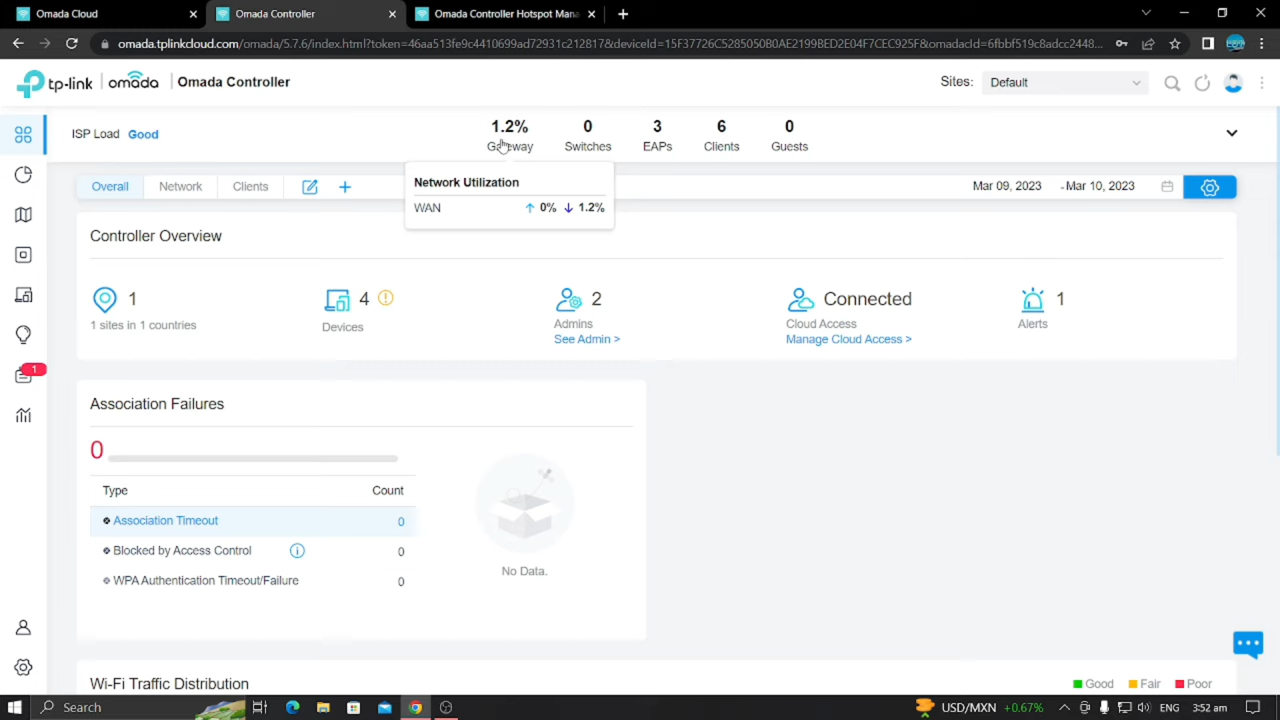 Omada Cloud
Omada Controller
Omada Controller Hotspot Mana
omada.tplinkcloud.com/omada/5.7.6/index.html?token=46aa513fe9c4410699ad72931c212817&deviceId=15F37726C5285050B0AE2199BED2E04F7CEC925F&omadacId=6fbbf519c8adcc2448...
tp-link omada Omada Controller Sites: Default
ISP Load Good
1.2% 0 3 6 0
Gateway Switches EAPs Clients Guests
Overall Network Clients Mar 09, 2023 - Mar 10, 2023
Network Utilization
WAN ↑ 0% ↓ 1.2%
Controller Overview
1
1 sites in 1 countries
4
Devices
2
Admins
See Admin >
Connected
Cloud Access
Manage Cloud Access >
1
Alerts
1
Association Failures
0
Type Count
Association Timeout 0
Blocked by Access Control 0
WPA Authentication Timeout/Failure 0
No Data.
Wi-Fi Traffic Distribution Good Fair Poor
Search USD/MXN +0.67% ENG 3:52 am